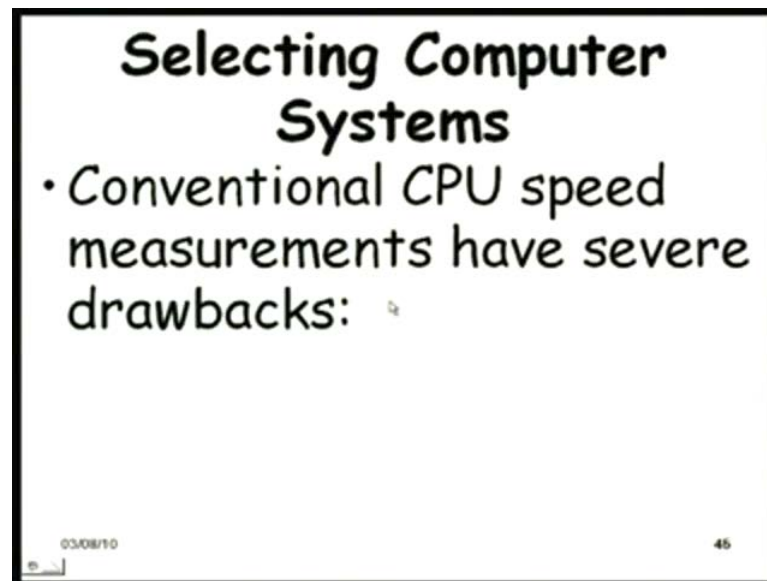 Selecting Computer
Systems
• Conventional CPU speed
measurements have severe
drawbacks:
03/08/10
45